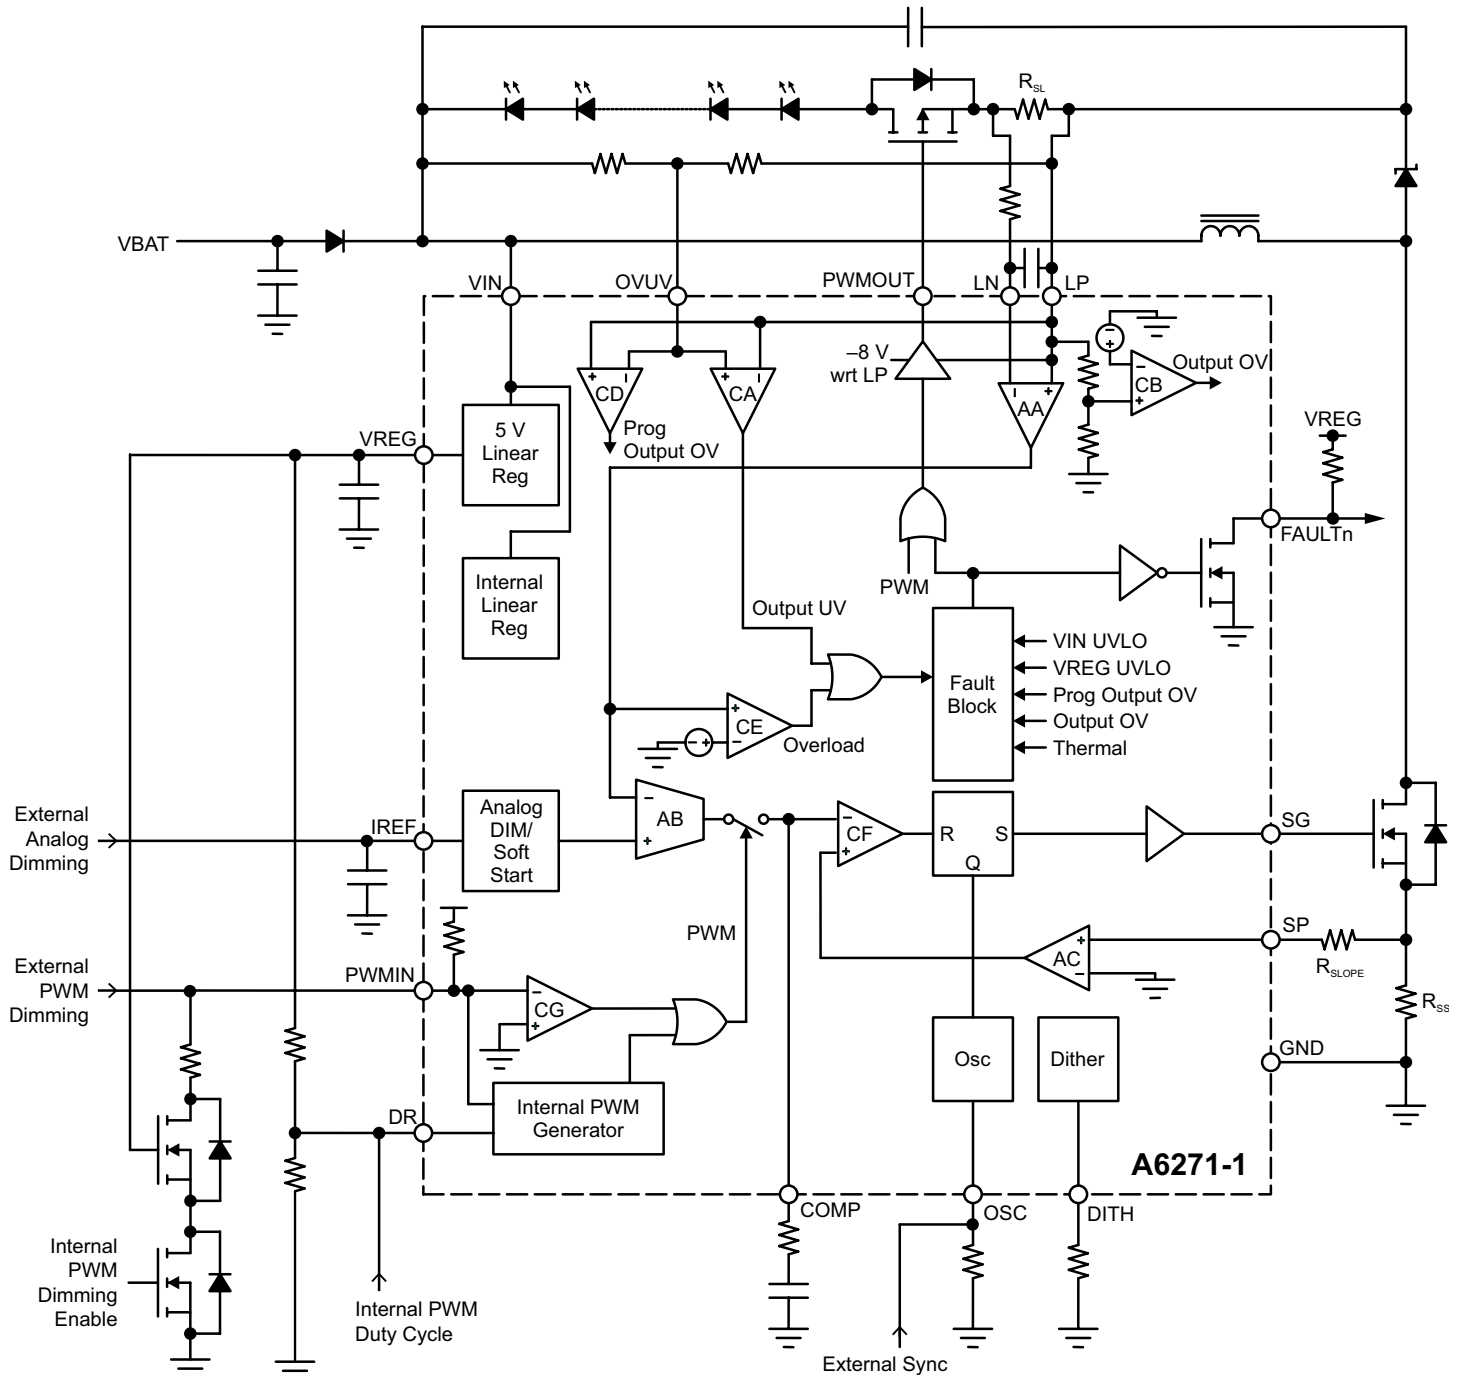 R_SL
VBAT
VIN
OVUV
PWMOUT
LN
LP
–8 V
wrt LP
+
–
CD
+
–
CA
–
+
AA
–
+
–
+
CB
Output OV
Prog
Output OV
VREG
5 V
Linear
Reg
VREG
FAULTn
Internal
Linear
Reg
PWM
Output UV
Fault
Block
VIN UVLO
VREG UVLO
Prog Output OV
Output OV
Thermal
+
–
CE
– +
Overload
External
Analog
Dimming
IREF
Analog
DIM/
Soft
Start
–
+
AB
–
+
CF
R
S
Q
SG
PWM
SP
R_SLOPE
+
–
AC
R_SS
External
PWM
Dimming
PWMIN
–
+
CG
GND
Osc
Dither
DR
Internal PWM
Generator
A6271-1
COMP
OSC
DITH
Internal
PWM
Dimming
Enable
Internal PWM
Duty Cycle
External Sync